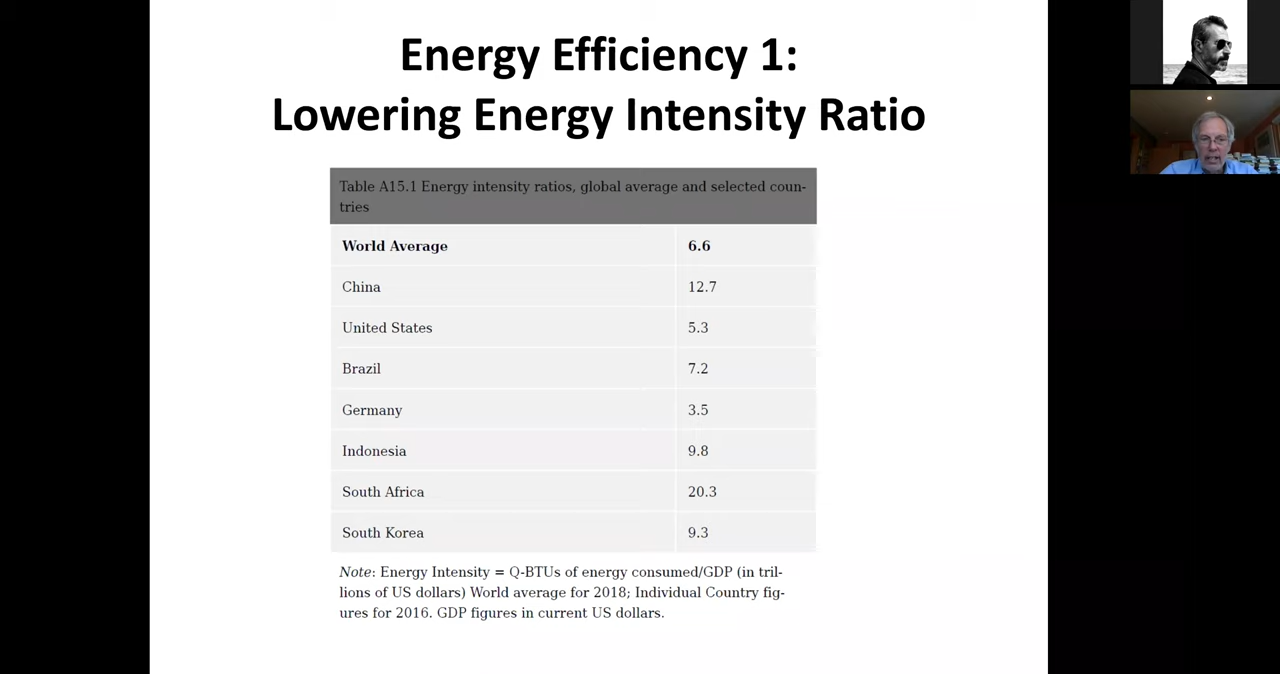 Energy Efficiency 1:
Lowering Energy Intensity Ratio
Table A15.1 Energy intensity ratios, global average and selected coun-
tries
World Average 6.6
China 12.7
United States 5.3
Brazil 7.2
Germany 3.5
Indonesia 9.8
South Africa 20.3
South Korea 9.3
Note: Energy Intensity = Q-BTUs of energy consumed/GDP (in tril-
lions of US dollars) World average for 2018; Individual Country fig-
ures for 2016. GDP figures in current US dollars.